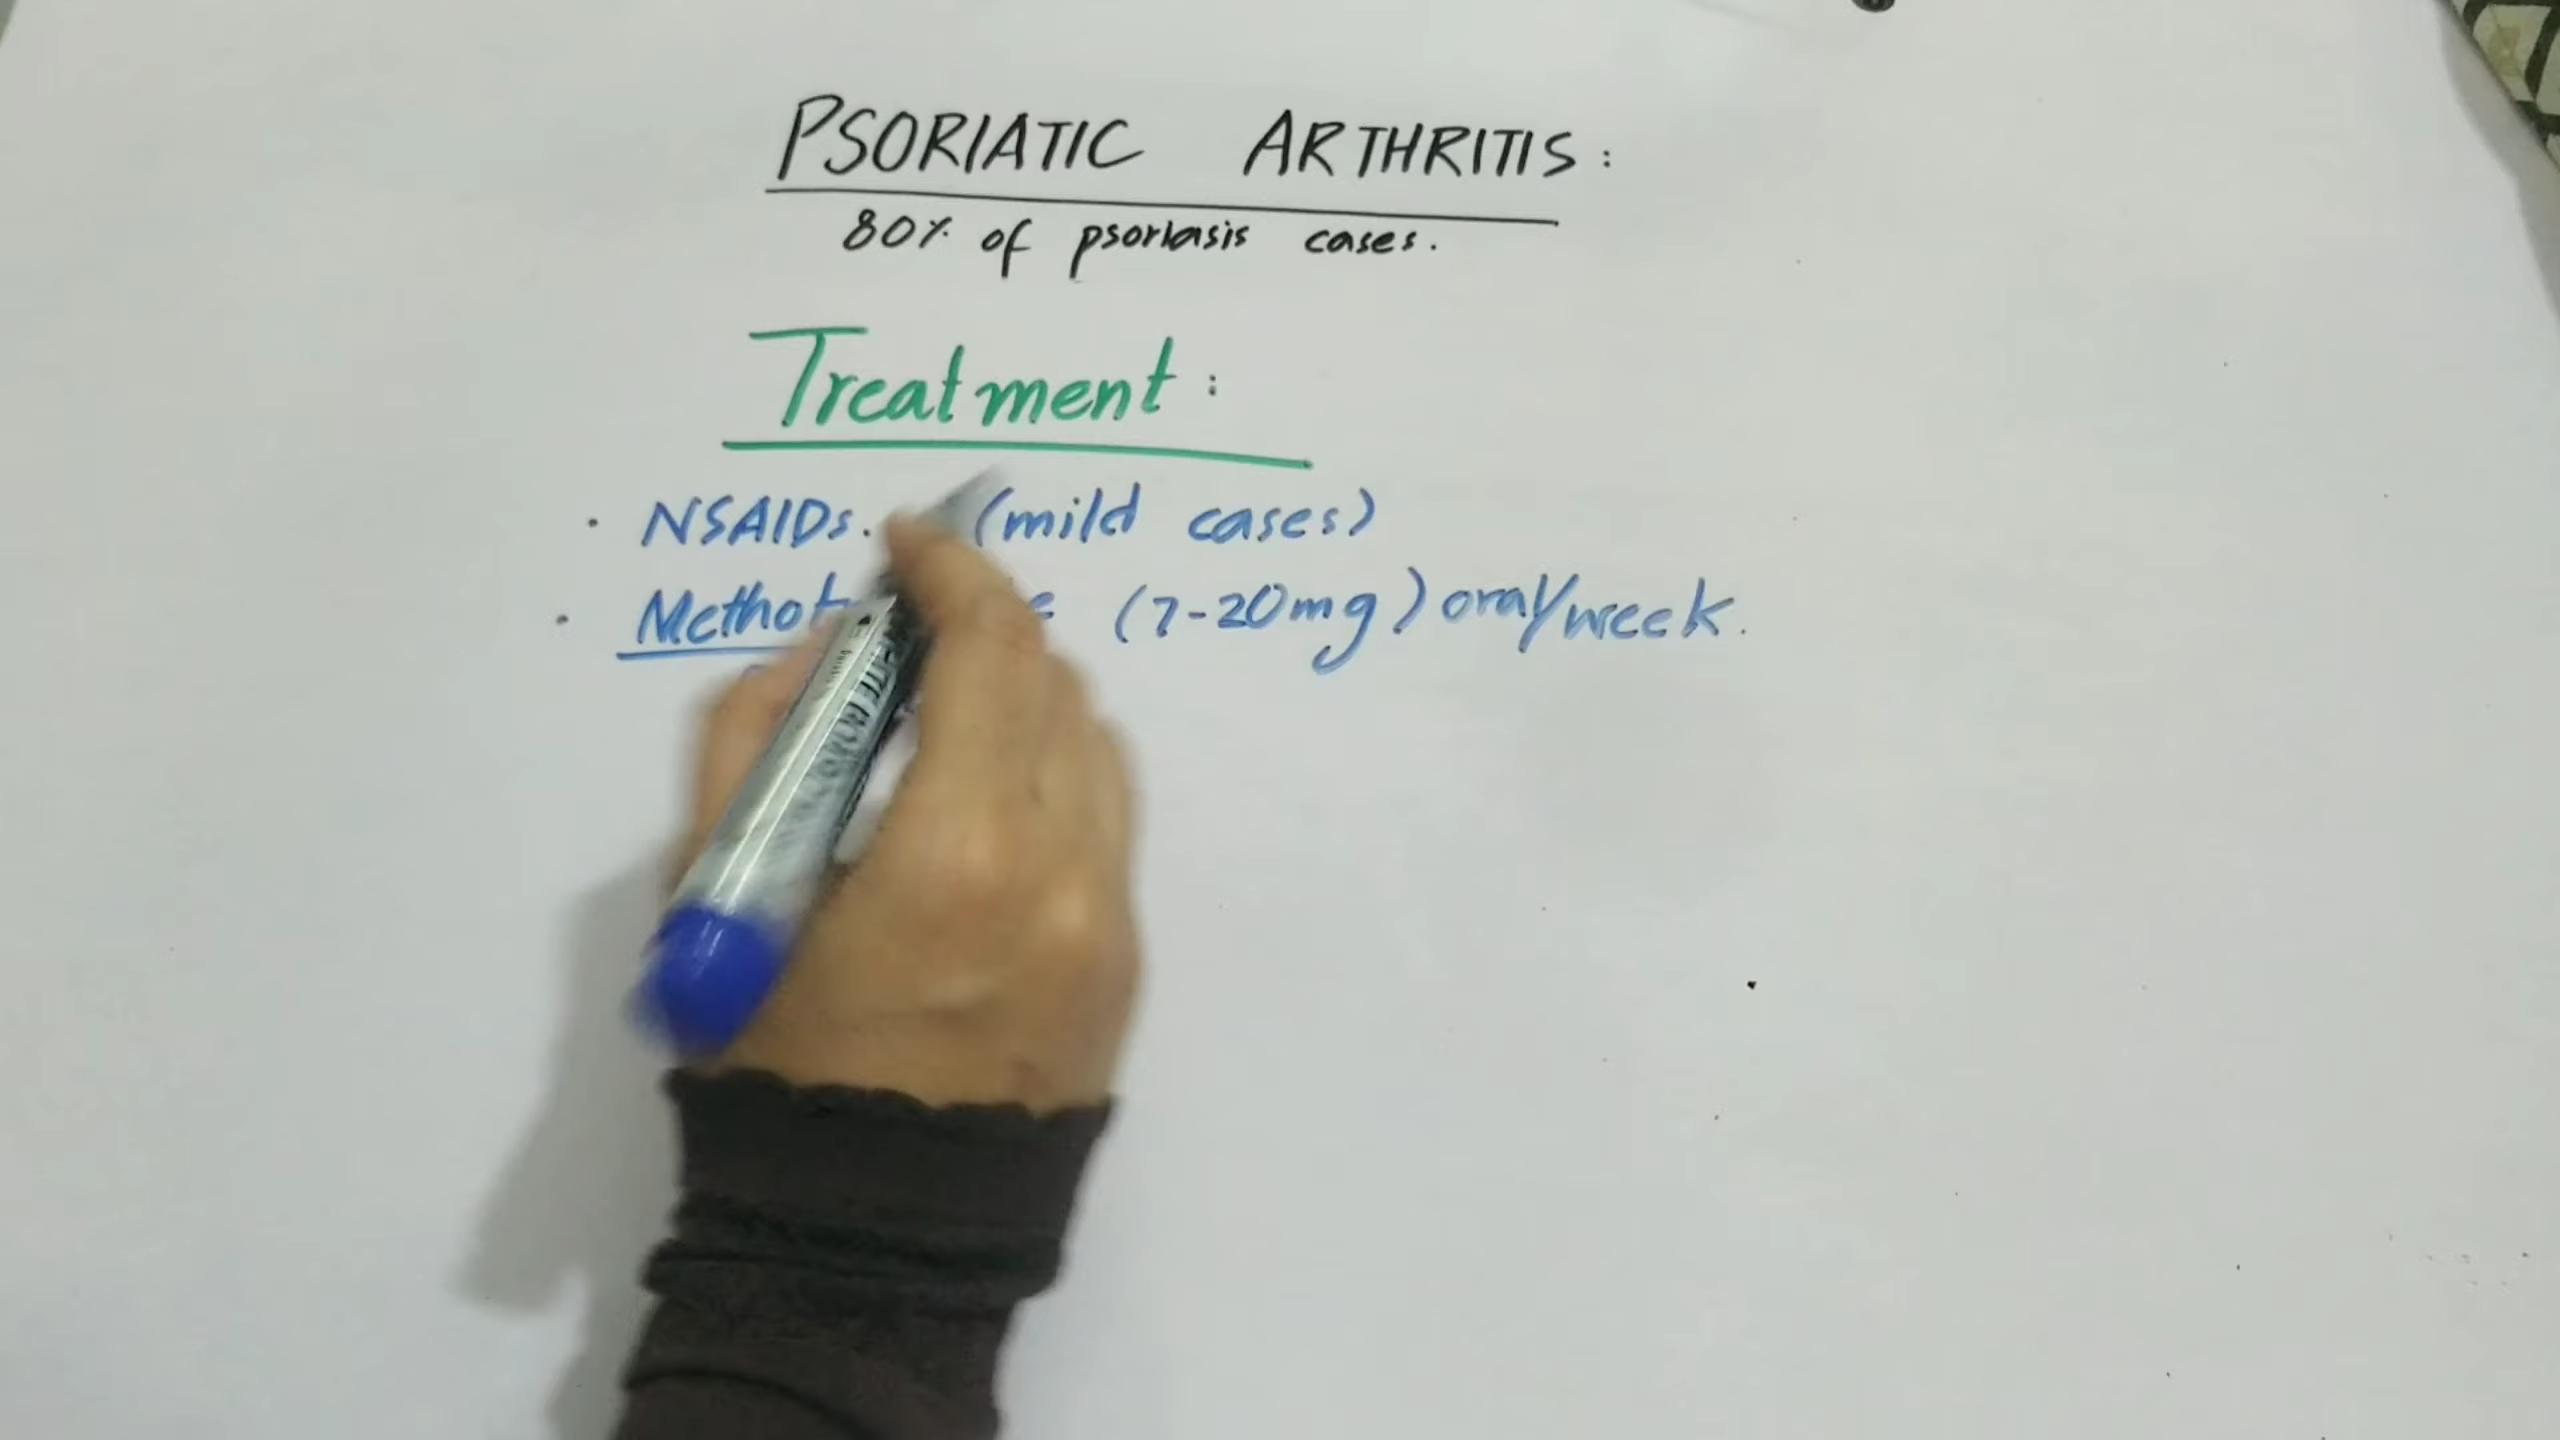 PSORIATIC ARTHRITIS:
80% of psoriasis cases.
Treatment:
• NSAIDs. (mild cases)
• (7-20mg) oral/week.